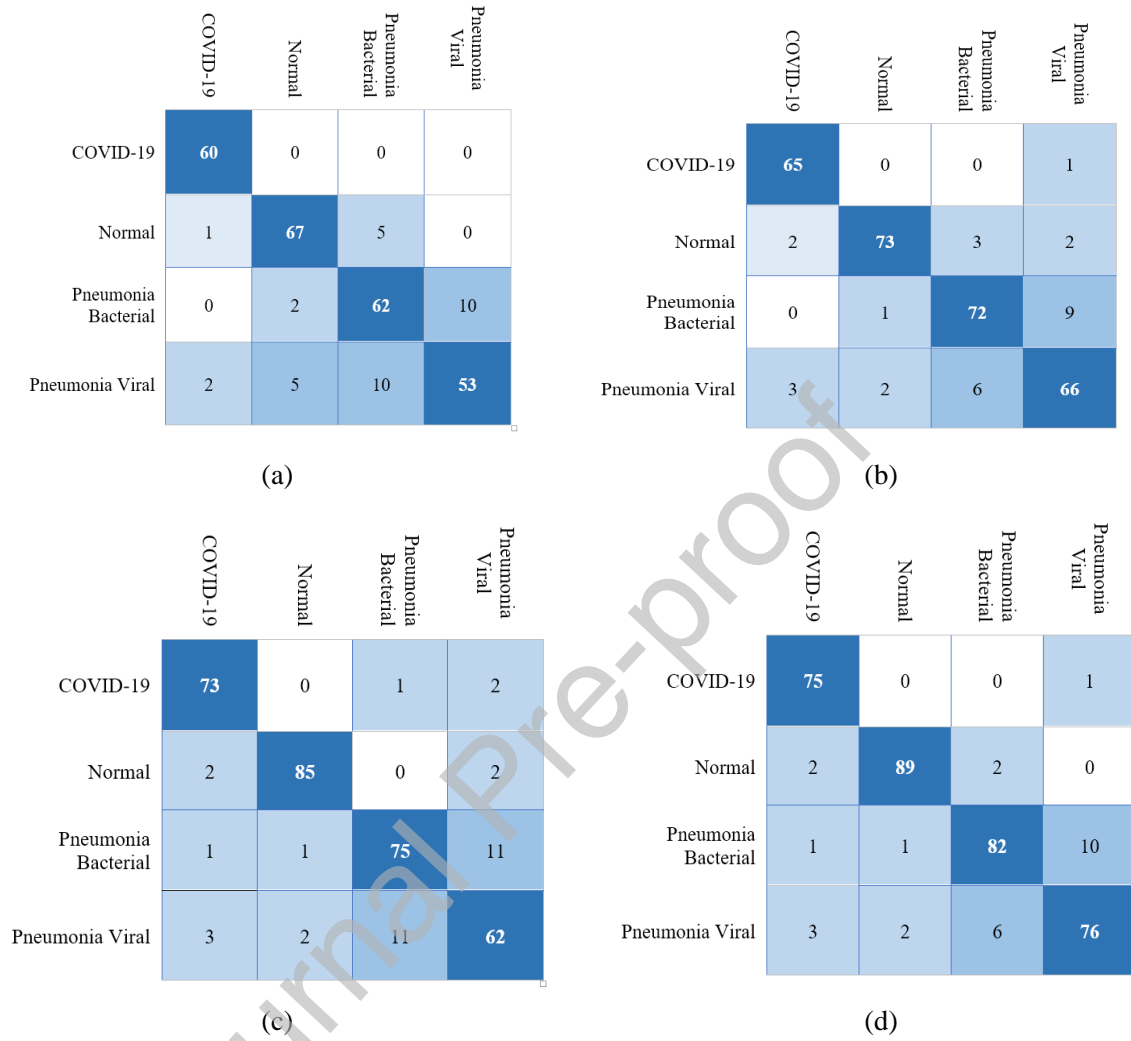 COVID-19
Normal
Pneumonia
Bacterial
Pneumonia
Viral
COVID-19 60 0 0 0
Normal 1 67 5 0
Pneumonia
Bacterial 0 2 62 10
Pneumonia Viral 2 5 10 53
(a)
COVID-19
Normal
Pneumonia
Bacterial
Pneumonia
Viral
COVID-19 65 0 0 1
Normal 2 73 3 2
Pneumonia
Bacterial 0 1 72 9
Pneumonia Viral 3 2 6 66
(b)
COVID-19
Normal
Pneumonia
Bacterial
Pneumonia
Viral
COVID-19 73 0 1 2
Normal 2 85 0 2
Pneumonia
Bacterial 1 1 75 11
Pneumonia Viral 3 2 11 62
(c)
COVID-19
Normal
Pneumonia
Bacterial
Pneumonia
Viral
COVID-19 75 0 0 1
Normal 2 89 2 0
Pneumonia
Bacterial 1 1 82 10
Pneumonia Viral 3 2 6 76
(d)
urnal Pre-proof